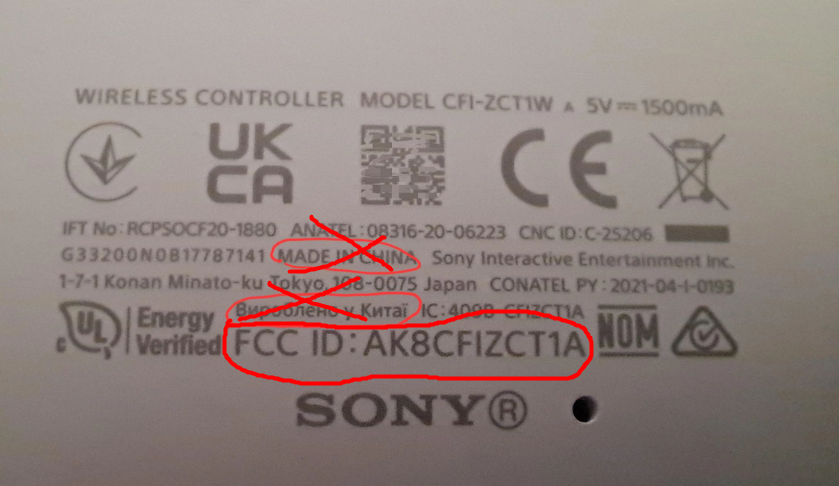 WIRELESS CONTROLLER MODEL CFI-ZCT1W A 5V⎓1500mA
UK CA CE
IFT No:RCPSOCF20-1880 ANATEL:08316-20-06223 CNC ID:C-25206
G33200N0B17787141 MADE IN CHINA Sony Interactive Entertainment Inc.
1-7-1 Konan Minato-ku Tokyo, 108-0075 Japan CONATEL PY:2021-04-I-0193
Вироблено у Китаї IC:409B-CFIZCT1A
c UL us Energy Verified FCC ID:AK8CFIZCT1A NOM
SONY®